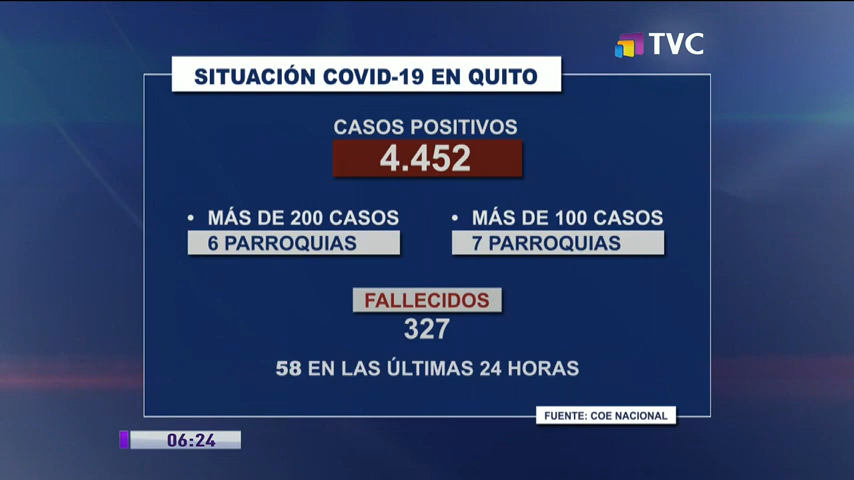 TVC
SITUACIÓN COVID-19 EN QUITO
CASOS POSITIVOS
4.452
• MÁS DE 200 CASOS
6 PARROQUIAS
• MÁS DE 100 CASOS
7 PARROQUIAS
FALLECIDOS
327
58 EN LAS ÚLTIMAS 24 HORAS
FUENTE: COE NACIONAL
06:24